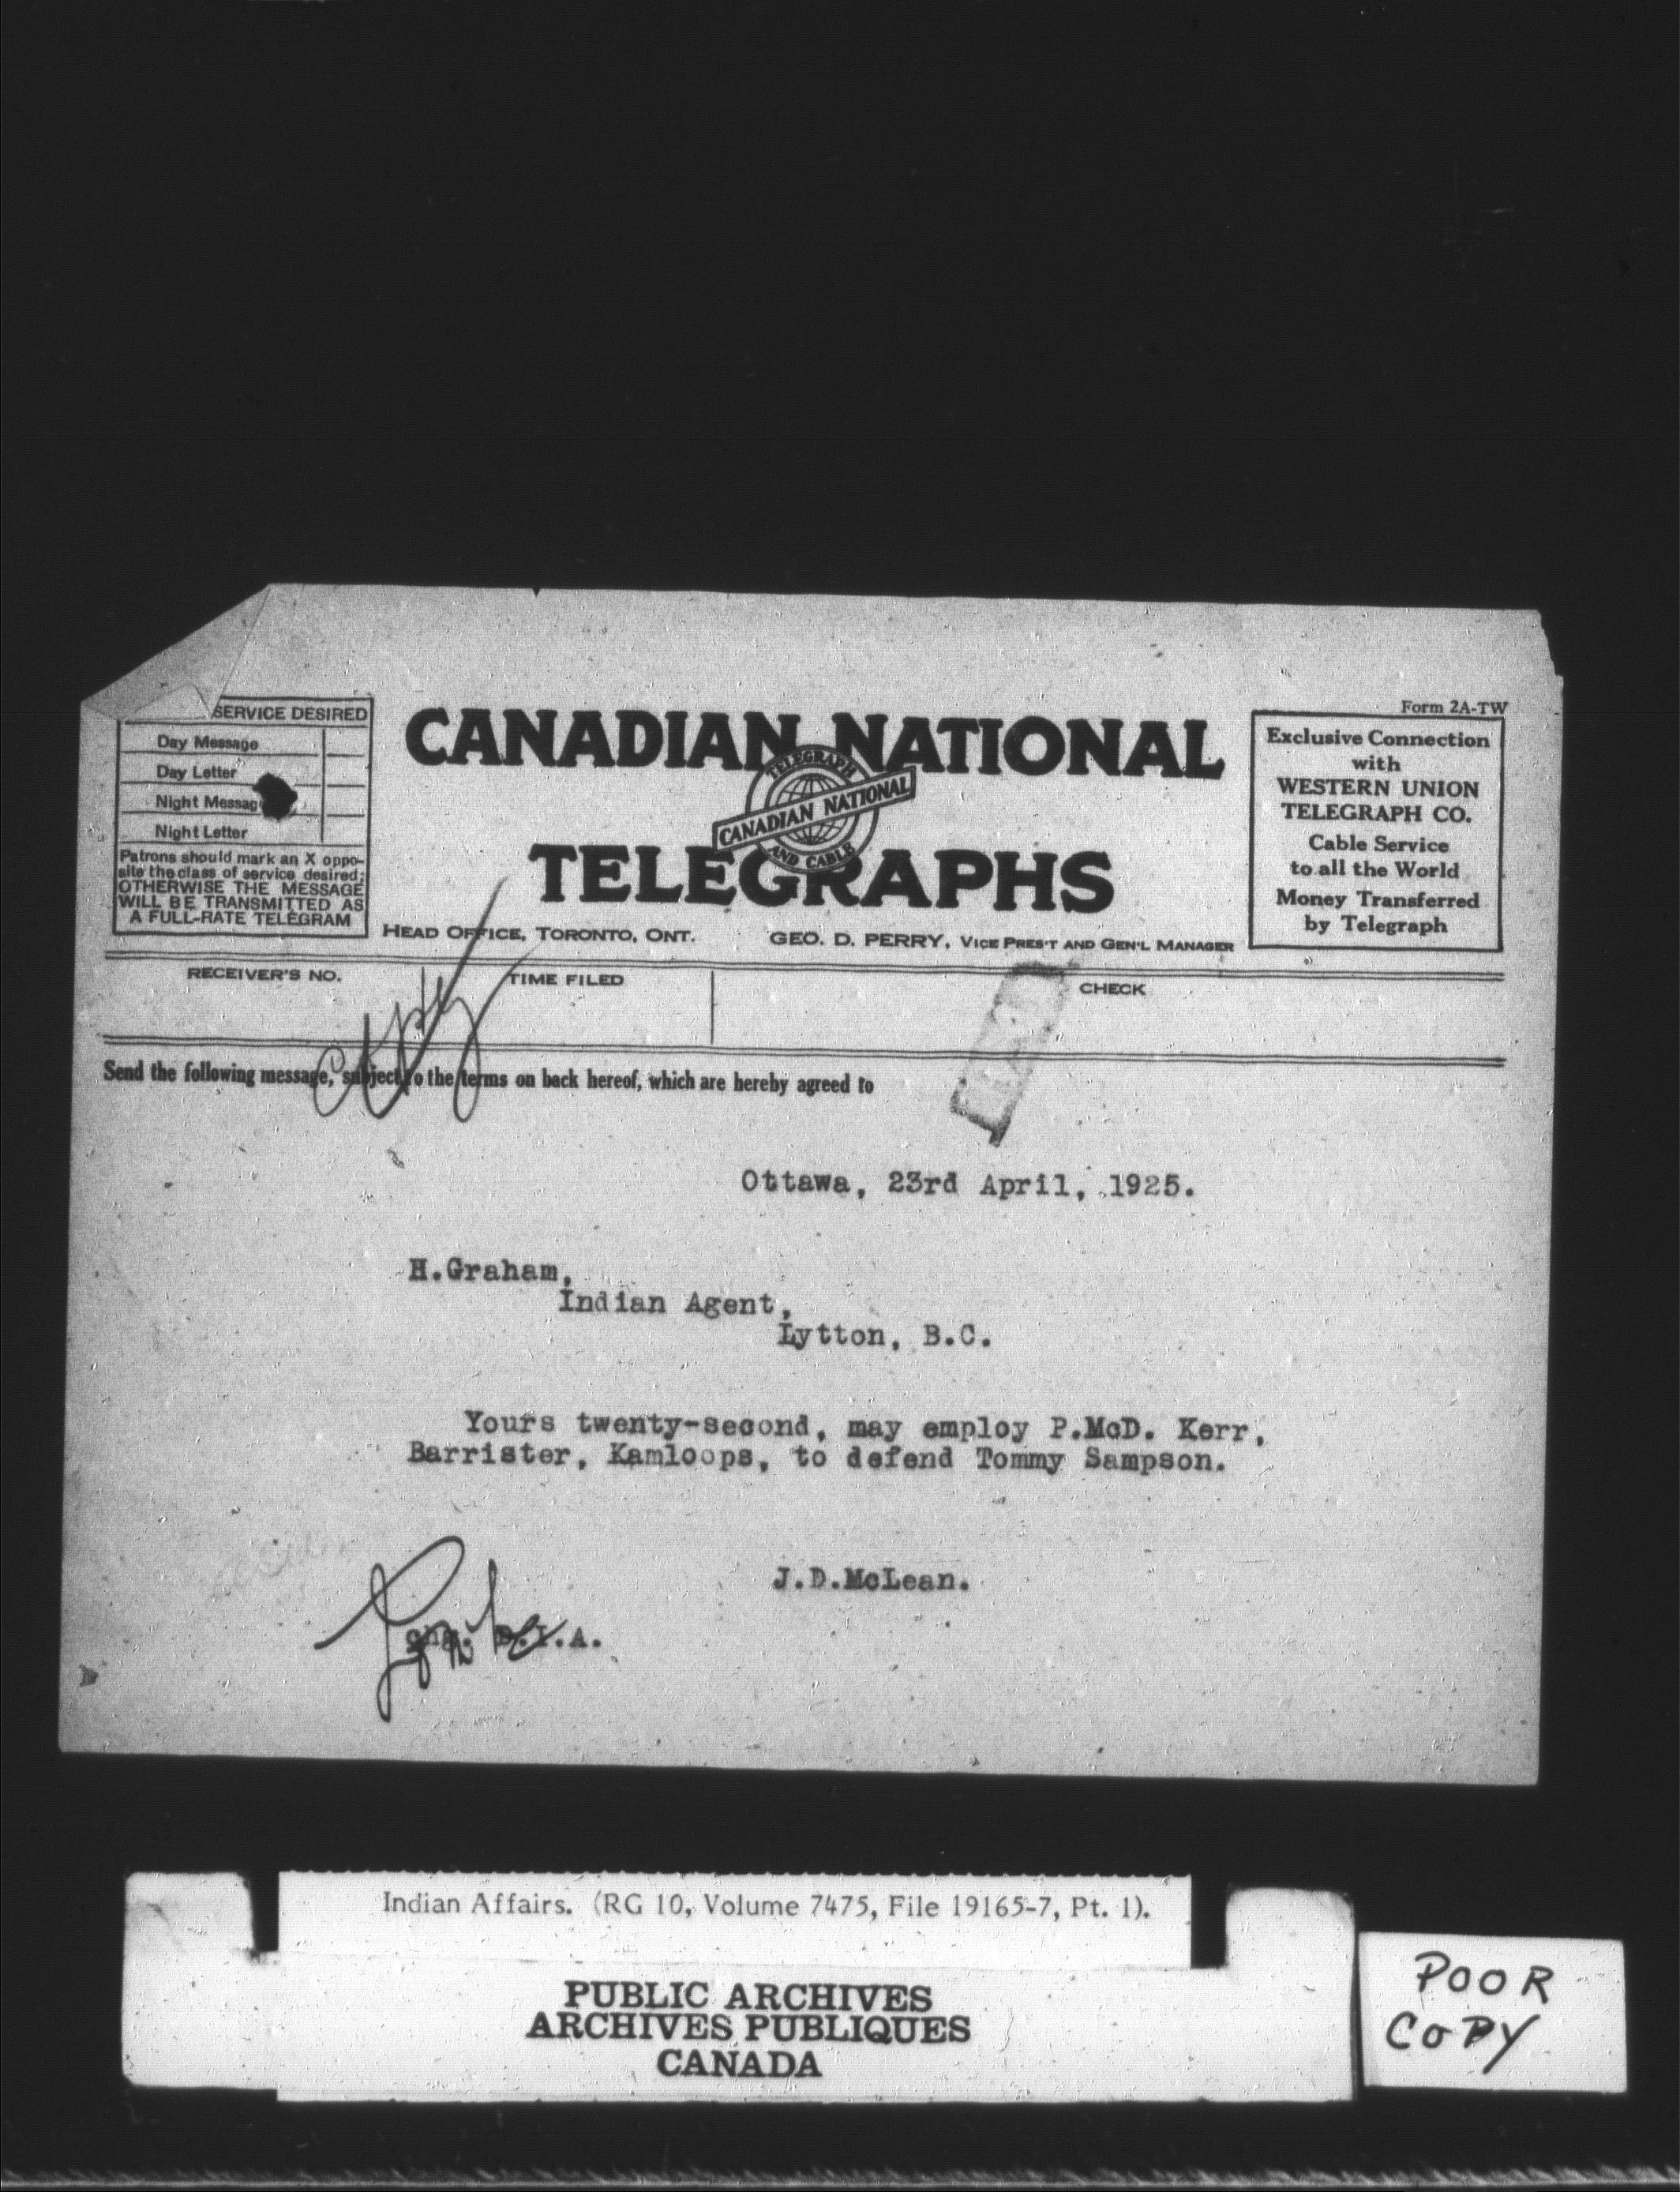 Form 2A-TW
SERVICE DESIRED
Day Message
Day Letter
Night Messag
Night Letter
Patrons should mark an X oppo-
site the class of service desired;
OTHERWISE THE MESSAGE
WILL BE TRANSMITTED AS
A FULL-RATE TELEGRAM
CANADIAN NATIONAL
TELEGRAPH
CANADIAN NATIONAL
AND CABLE
TELEGRAPHS
HEAD OFFICE, TORONTO, ONT. GEO. D. PERRY, VICE PRES'T AND GEN'L MANAGER
Exclusive Connection
with
WESTERN UNION
TELEGRAPH CO.
Cable Service
to all the World
Money Transferred
by Telegraph
RECEIVER'S NO. TIME FILED CHECK
Copy
Send the following message, subject to the terms on back hereof, which are hereby agreed to
Ottawa, 23rd April, 1925.
H.Graham,
Indian Agent,
Lytton, B.C.
Yours twenty-second, may employ P.McD. Kerr,
Barrister, Kamloops, to defend Tommy Sampson.
J.D.McLean.
Chg. D.I.A.
Indian Affairs. (RG 10, Volume 7475, File 19165-7, Pt. 1).
PUBLIC ARCHIVES
ARCHIVES PUBLIQUES
CANADA
POOR
COPY